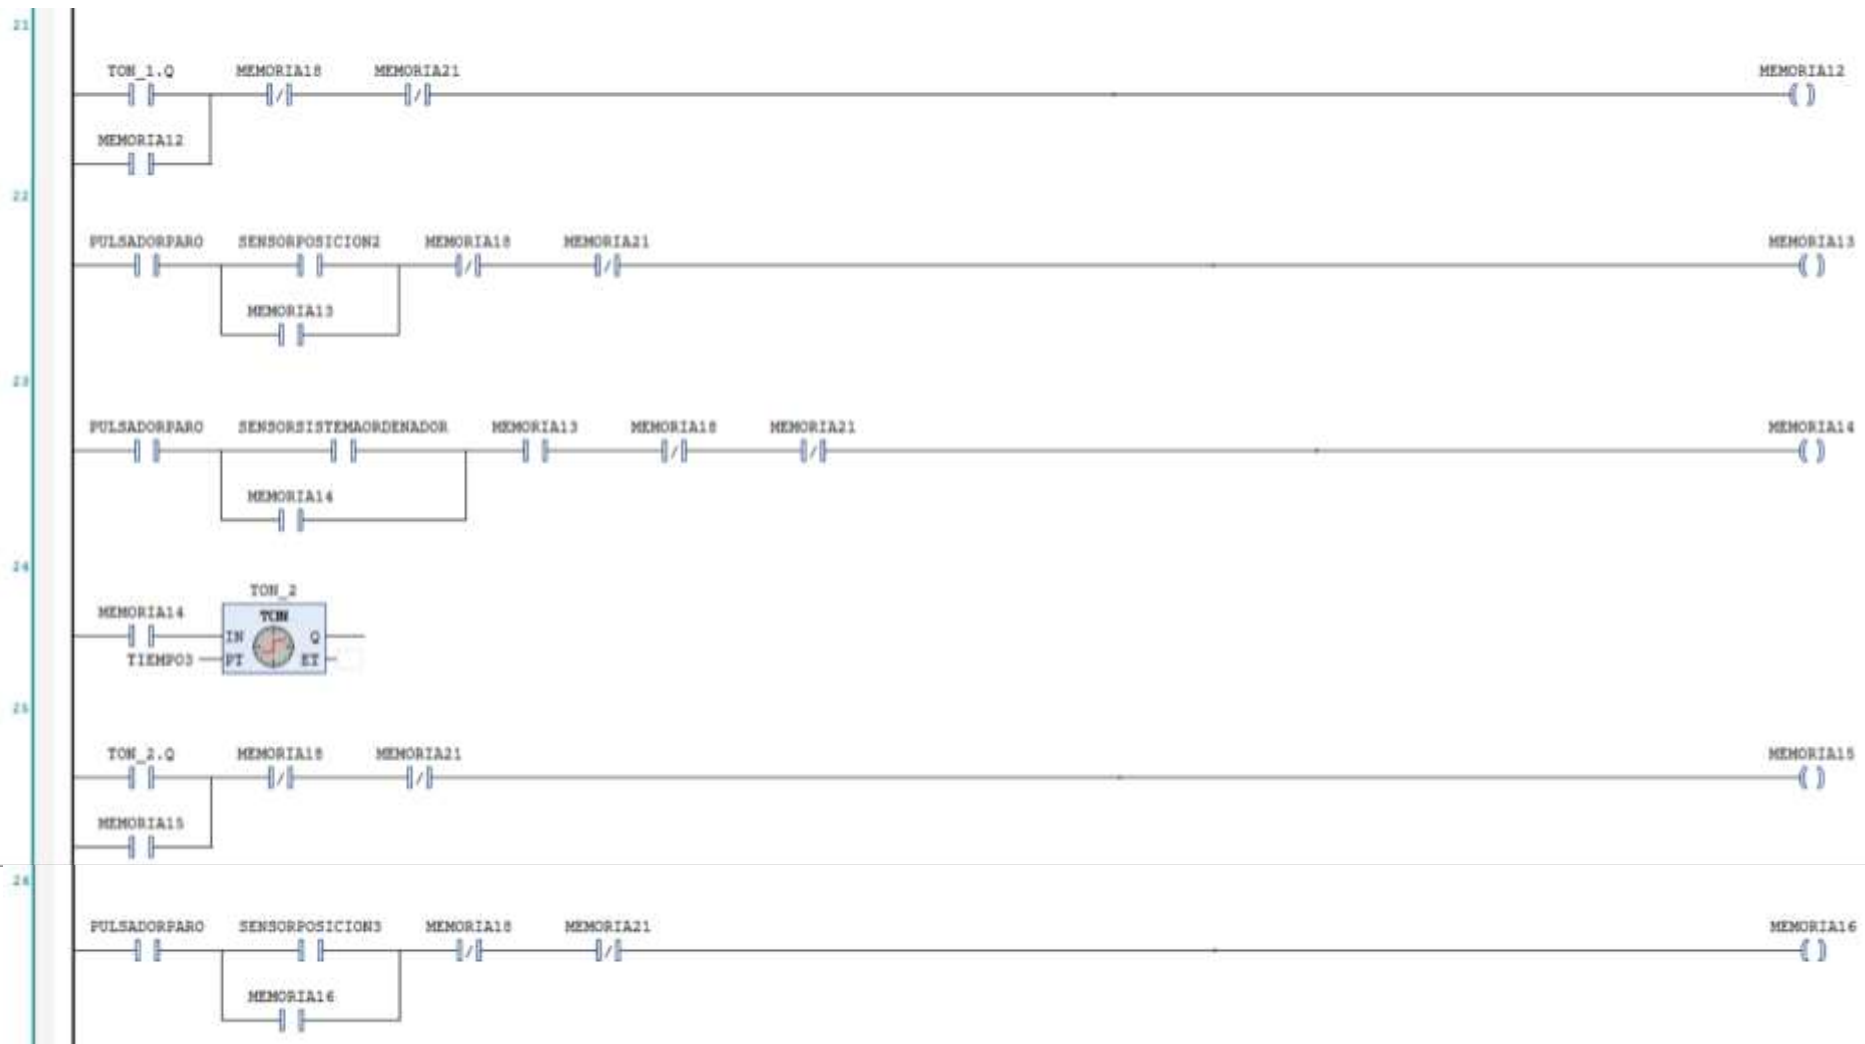 21
TON_1.Q MEMORIA18 MEMORIA21 MEMORIA12
MEMORIA12
22
PULSADORPARO SENSORPOSICION2 MEMORIA18 MEMORIA21 MEMORIA13
MEMORIA13
23
PULSADORPARO SENSORSISTEMAORDENADOR MEMORIA13 MEMORIA18 MEMORIA21 MEMORIA14
MEMORIA14
24
TON_2
MEMORIA14 TON
IN Q
TIEMPO3 PT ET
25
TON_2.Q MEMORIA18 MEMORIA21 MEMORIA15
MEMORIA15
26
PULSADORPARO SENSORPOSICION3 MEMORIA18 MEMORIA21 MEMORIA16
MEMORIA16